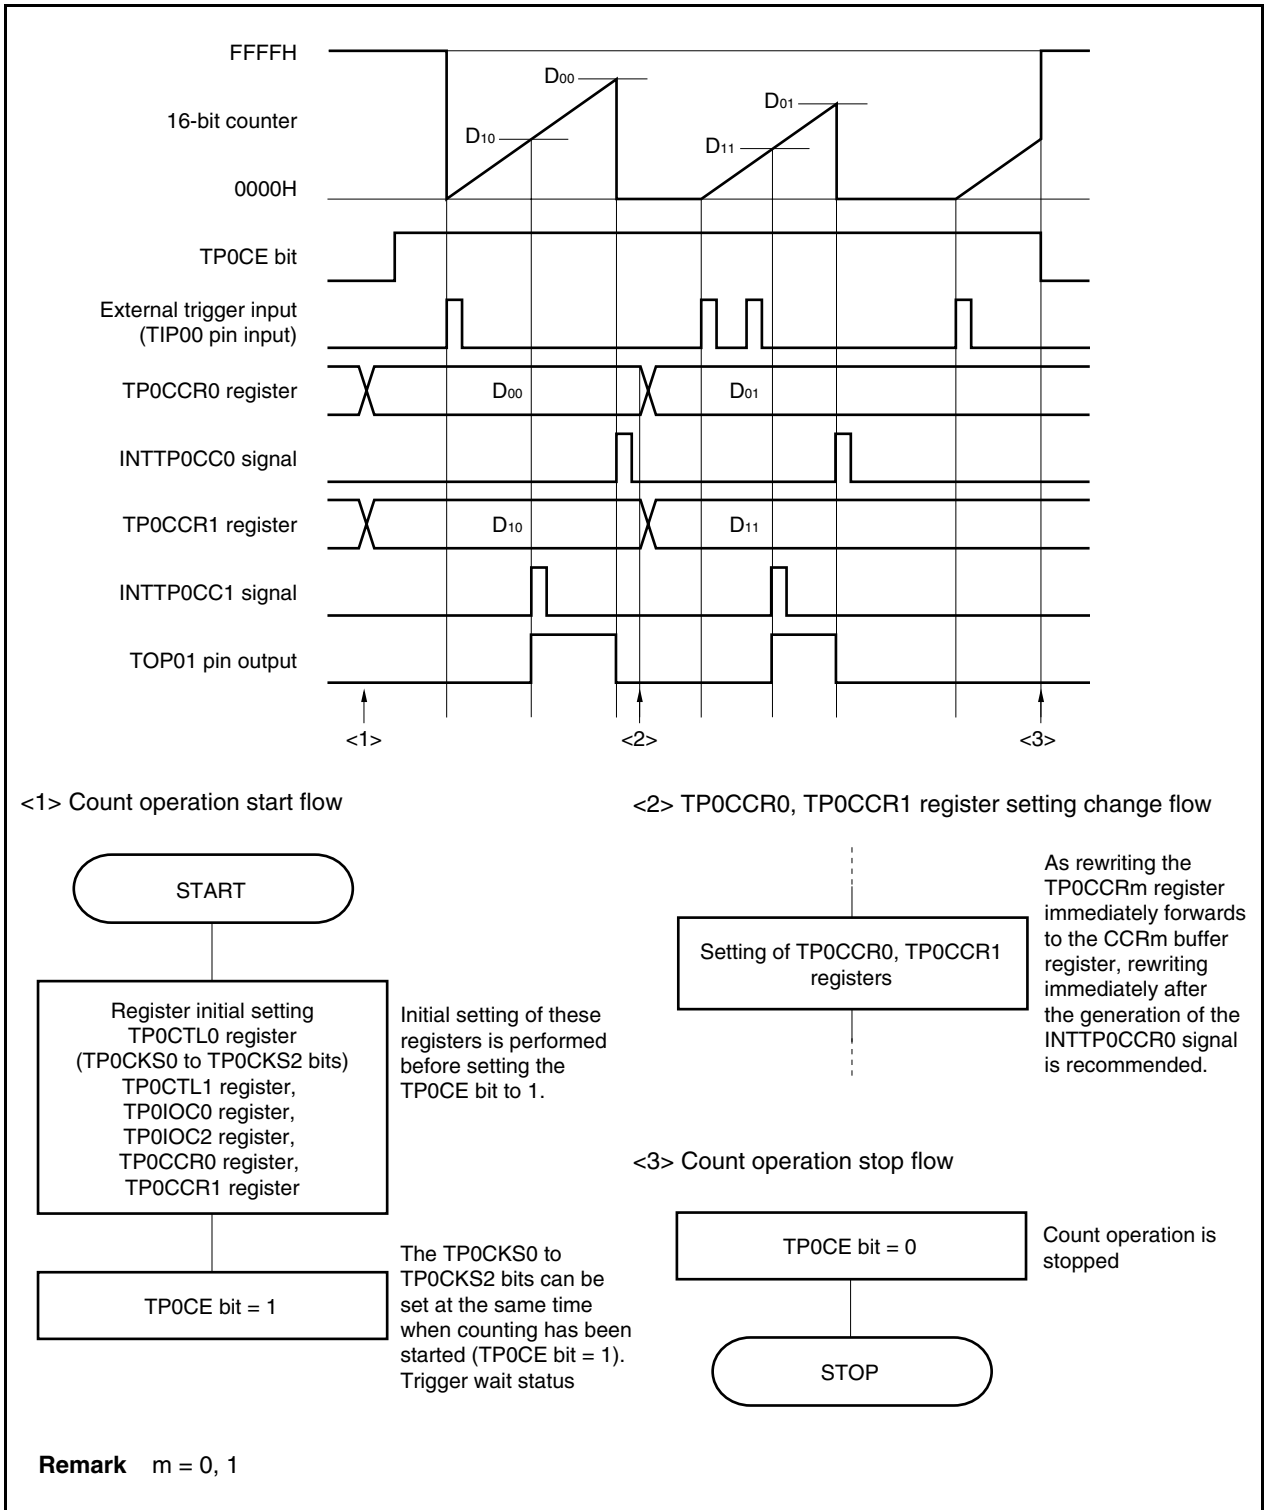 FFFFH
16-bit counter
0000H
D00
D10
D01
D11
TP0CE bit
External trigger input
(TIP00 pin input)
TP0CCR0 register
D00
D01
INTTP0CC0 signal
TP0CCR1 register
D10
D11
INTTP0CC1 signal
TOP01 pin output
<1>
<2>
<3>
<1> Count operation start flow
START
Register initial setting
TP0CTL0 register
(TP0CKS0 to TP0CKS2 bits)
TP0CTL1 register,
TP0IOC0 register,
TP0IOC2 register,
TP0CCR0 register,
TP0CCR1 register
Initial setting of these
registers is performed
before setting the
TP0CE bit to 1.
TP0CE bit = 1
The TP0CKS0 to
TP0CKS2 bits can be
set at the same time
when counting has been
started (TP0CE bit = 1).
Trigger wait status
<2> TP0CCR0, TP0CCR1 register setting change flow
Setting of TP0CCR0, TP0CCR1
registers
As rewriting the
TP0CCRm register
immediately forwards
to the CCRm buffer
register, rewriting
immediately after
the generation of the
INTTP0CCR0 signal
is recommended.
<3> Count operation stop flow
TP0CE bit = 0
Count operation is
stopped
STOP
Remark m = 0, 1